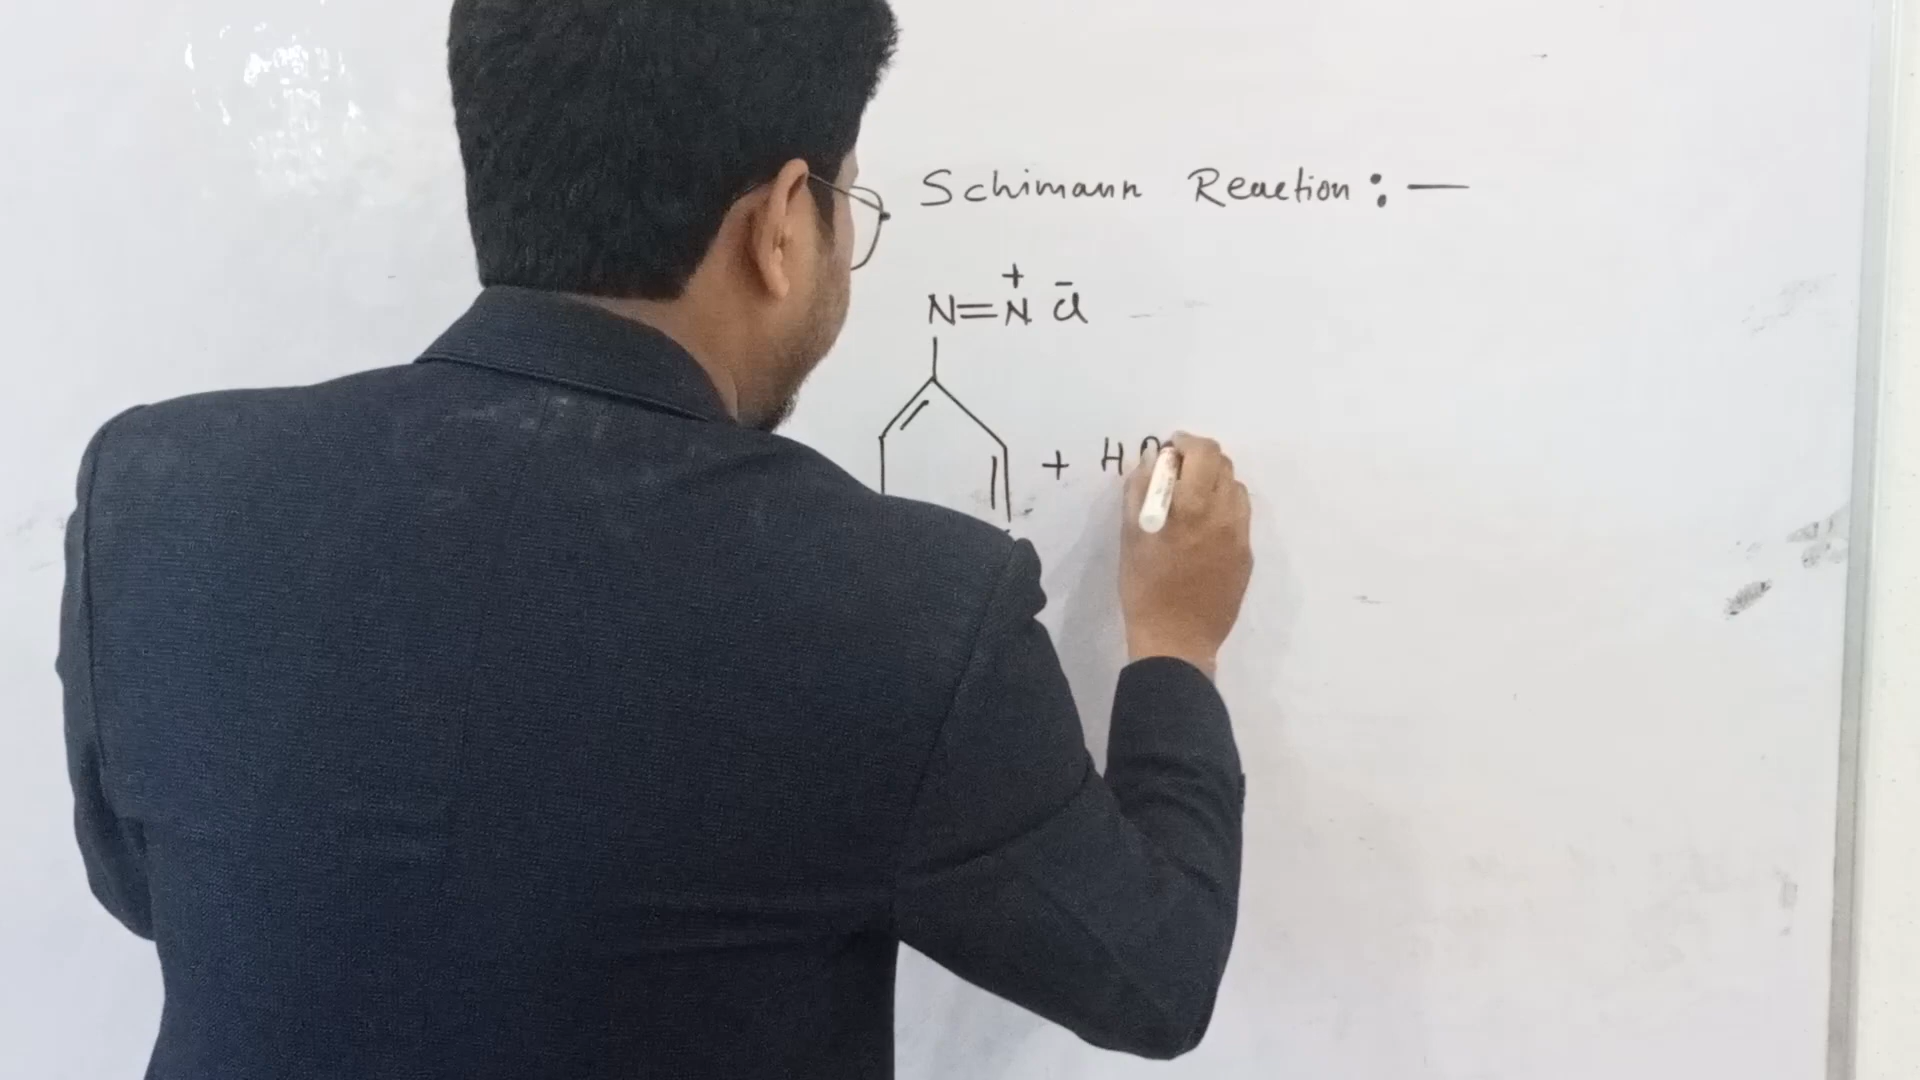 Schimann Reaction : —
+
N=N Cl̄
+ H